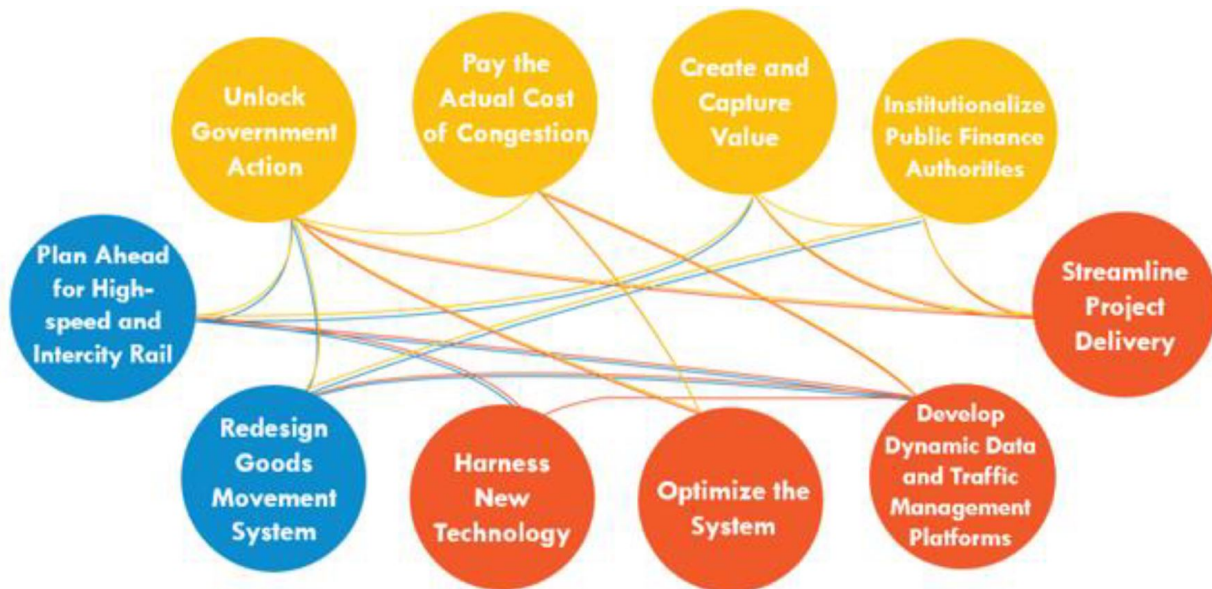 Unlock
Government
Action
Pay the
Actual Cost
of Congestion
Create and
Capture
Value
Institutionalize
Public Finance
Authorities
Plan Ahead
for High-
speed and
Intercity Rail
Streamline
Project
Delivery
Redesign
Goods
Movement
System
Harness
New
Technology
Optimize the
System
Develop
Dynamic Data
and Traffic
Management
Platforms